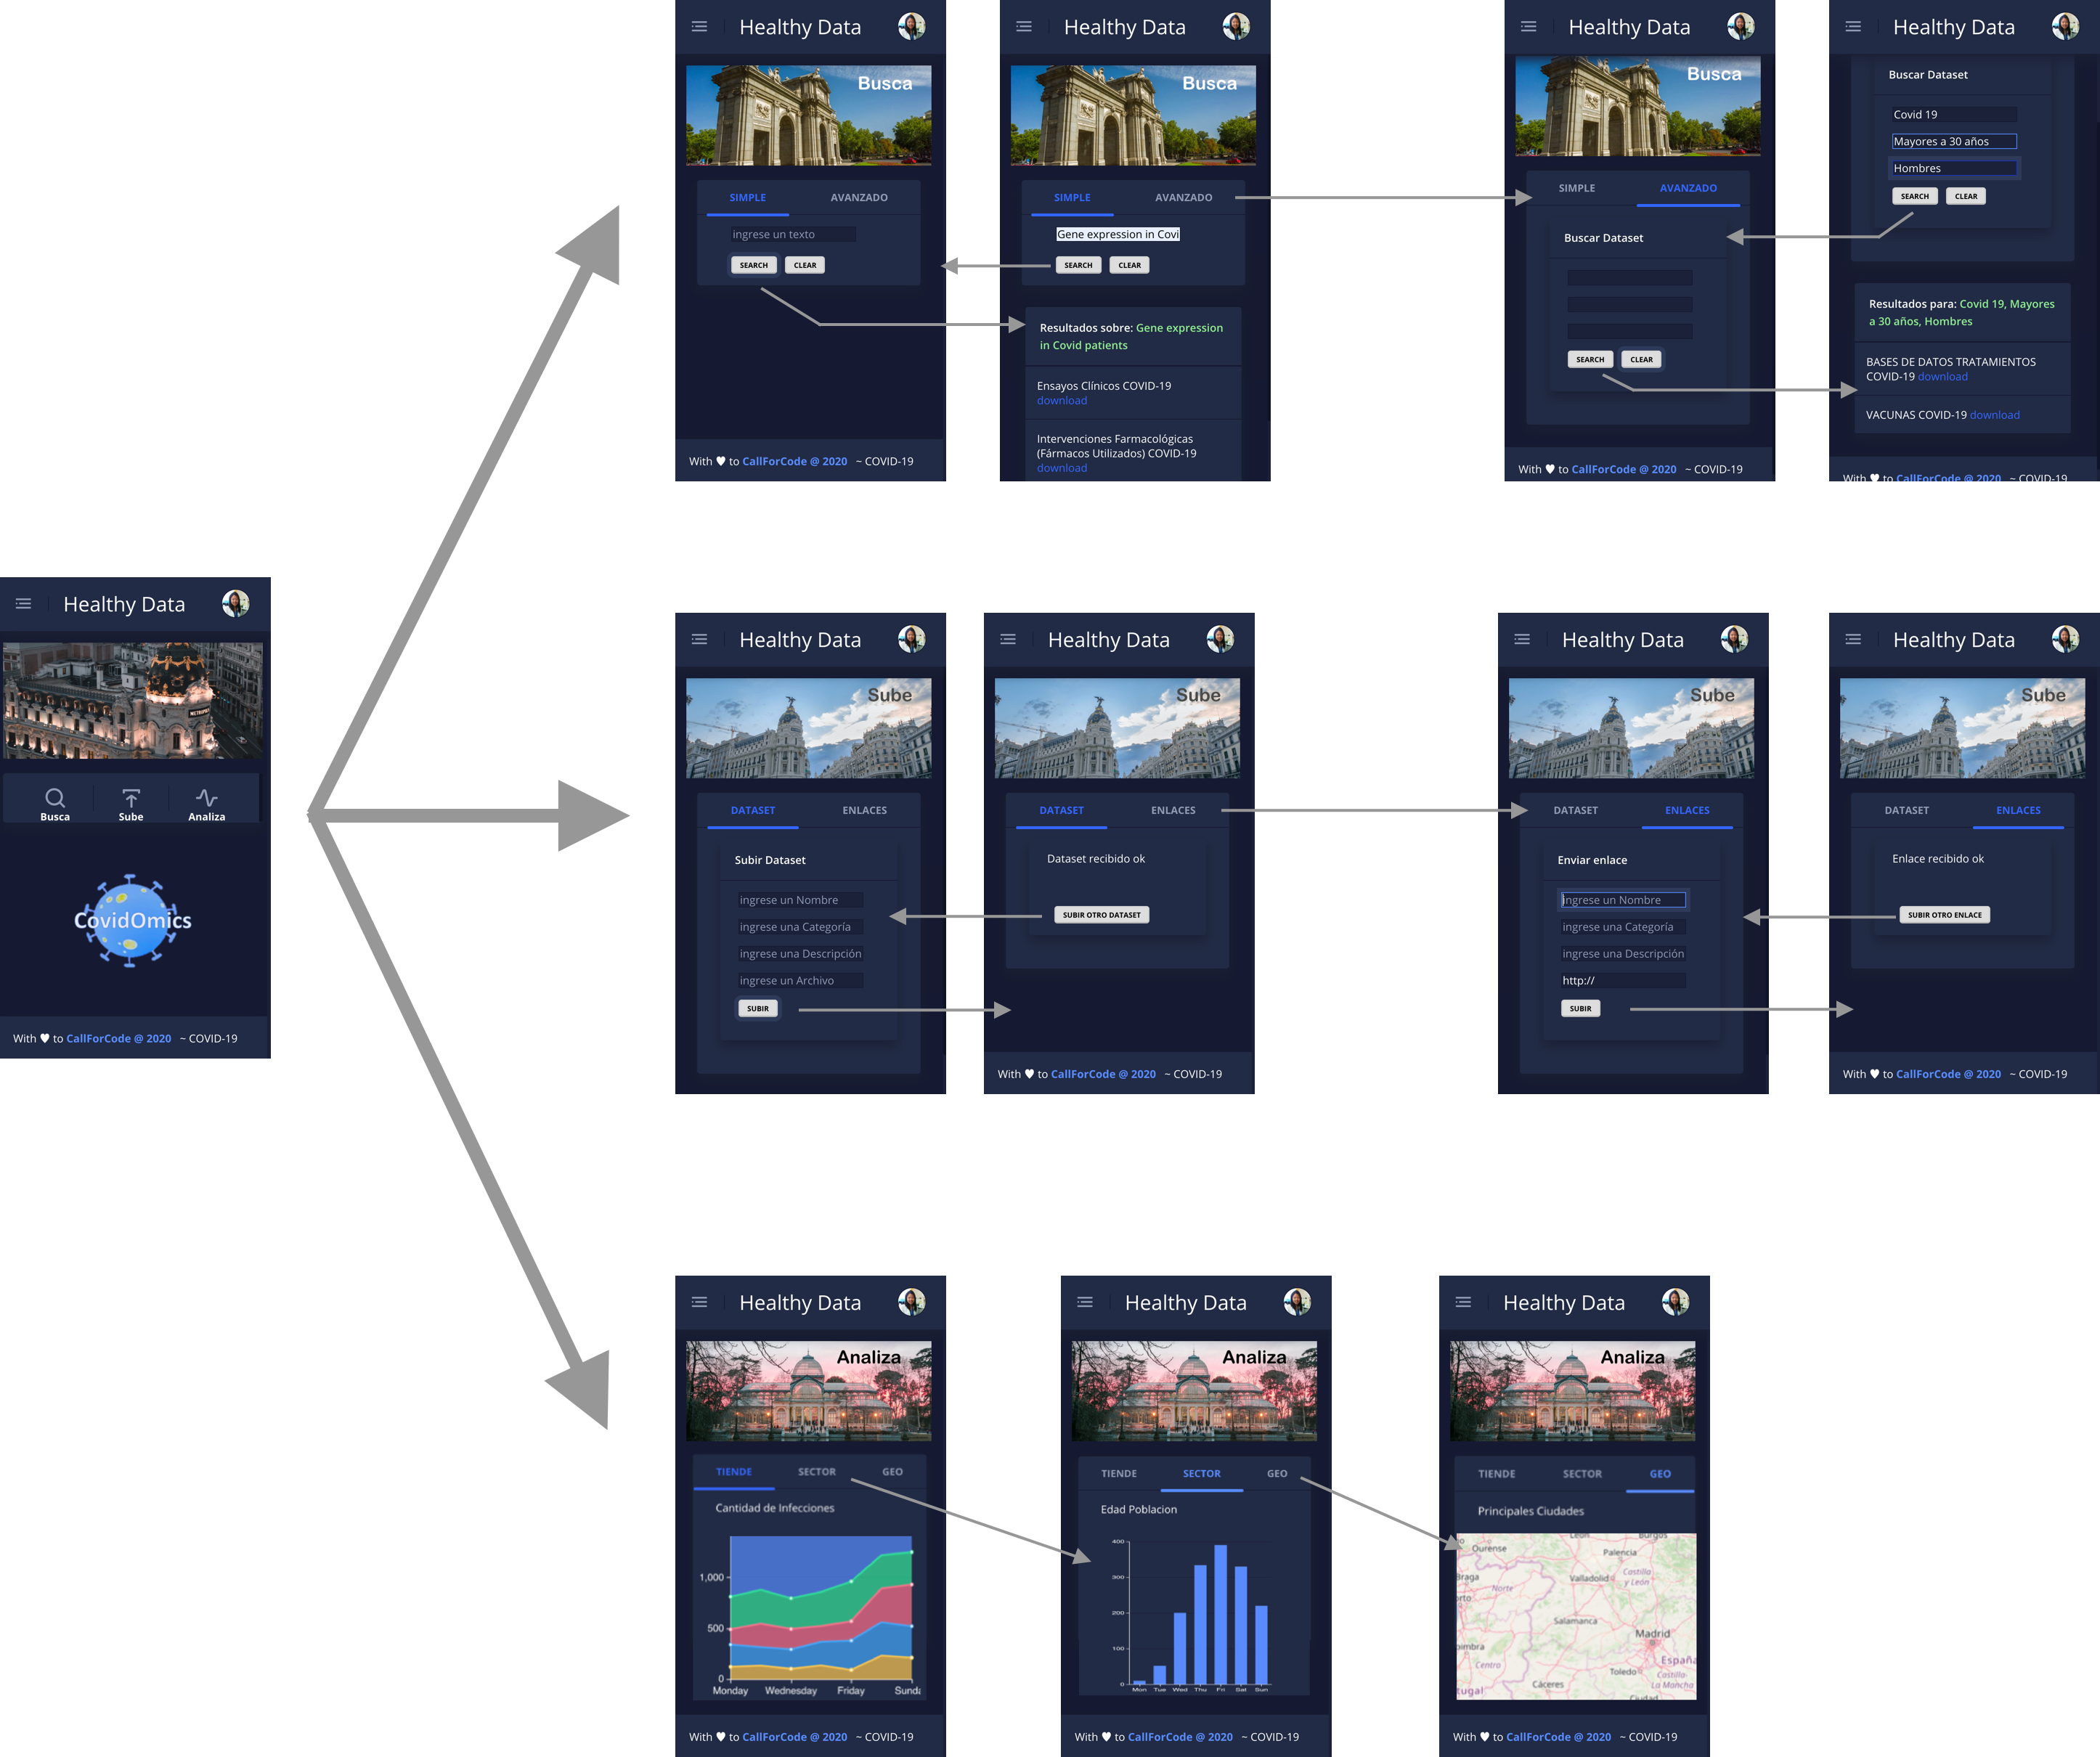 Healthy Data
Busca
SIMPLE AVANZADO
ingrese un texto
SEARCH CLEAR
With ♥ to CallForCode @ 2020 ~ COVID-19
Healthy Data
Busca
SIMPLE AVANZADO
Gene expression in Covi
SEARCH CLEAR
Resultados sobre: Gene expression
in Covid patients
Ensayos Clínicos COVID-19
download
Intervenciones Farmacológicas
(Fármacos Utilizados) COVID-19
download
Healthy Data
Busca
SIMPLE AVANZADO
Buscar Dataset
SEARCH CLEAR
With ♥ to CallForCode @ 2020 ~ COVID-19
Healthy Data
Buscar Dataset
Covid 19
Mayores a 30 años
Hombres
SEARCH CLEAR
Resultados para: Covid 19, Mayores
a 30 años, Hombres
BASES DE DATOS TRATAMIENTOS
COVID-19 download
VACUNAS COVID-19 download
With ♥ to CallForCode @ 2020 ~ COVID-19
Healthy Data
METROPOLIS
Busca Sube Analiza
CovidOmics
With ♥ to CallForCode @ 2020 ~ COVID-19
Healthy Data
Sube
DATASET ENLACES
Subir Dataset
ingrese un Nombre
ingrese una Categoría
ingrese una Descripción
ingrese un Archivo
SUBIR
Healthy Data
Sube
DATASET ENLACES
Dataset recibido ok
SUBIR OTRO DATASET
With ♥ to CallForCode @ 2020 ~ COVID-19
Healthy Data
Sube
DATASET ENLACES
Enviar enlace
ingrese un Nombre
ingrese una Categoría
ingrese una Descripción
http://
SUBIR
Healthy Data
Sube
DATASET ENLACES
Enlace recibido ok
SUBIR OTRO ENLACE
With ♥ to CallForCode @ 2020 ~ COVID-19
Healthy Data
Analiza
TIENDE SECTOR GEO
Cantidad de Infecciones
1,000
500
0
Monday Wednesday Friday Sunda
With ♥ to CallForCode @ 2020 ~ COVID-19
Healthy Data
Analiza
TIENDE SECTOR GEO
Edad Poblacion
400
300
200
100
0
Mon Tue Wed Thu Fri Sat Sun
With ♥ to CallForCode @ 2020 ~ COVID-19
Healthy Data
Analiza
TIENDE SECTOR GEO
Principales Ciudades
León Burgos
Ourense
Palencia
Braga
Norte
Valladolid
Castilla
y León
orto
Salamanca
Madrid
oimbra
Centro
España
Toledo
Castilla-
La Mancha
Cáceres
tugal
Ciudad
With ♥ to CallForCode @ 2020 ~ COVID-19